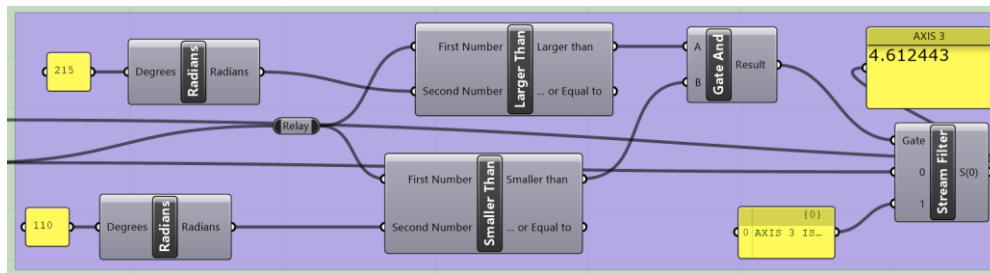 215
Degrees
Radians
Radians
First Number
Second Number
Larger Than
Larger than
... or Equal to
A
B
Gate And
Result
AXIS 3
4.612443
Relay
110
Degrees
Radians
Radians
First Number
Second Number
Smaller Than
Smaller than
... or Equal to
{0}
0 AXIS 3 IS…
Gate
0
1
Stream Filter
S(0)